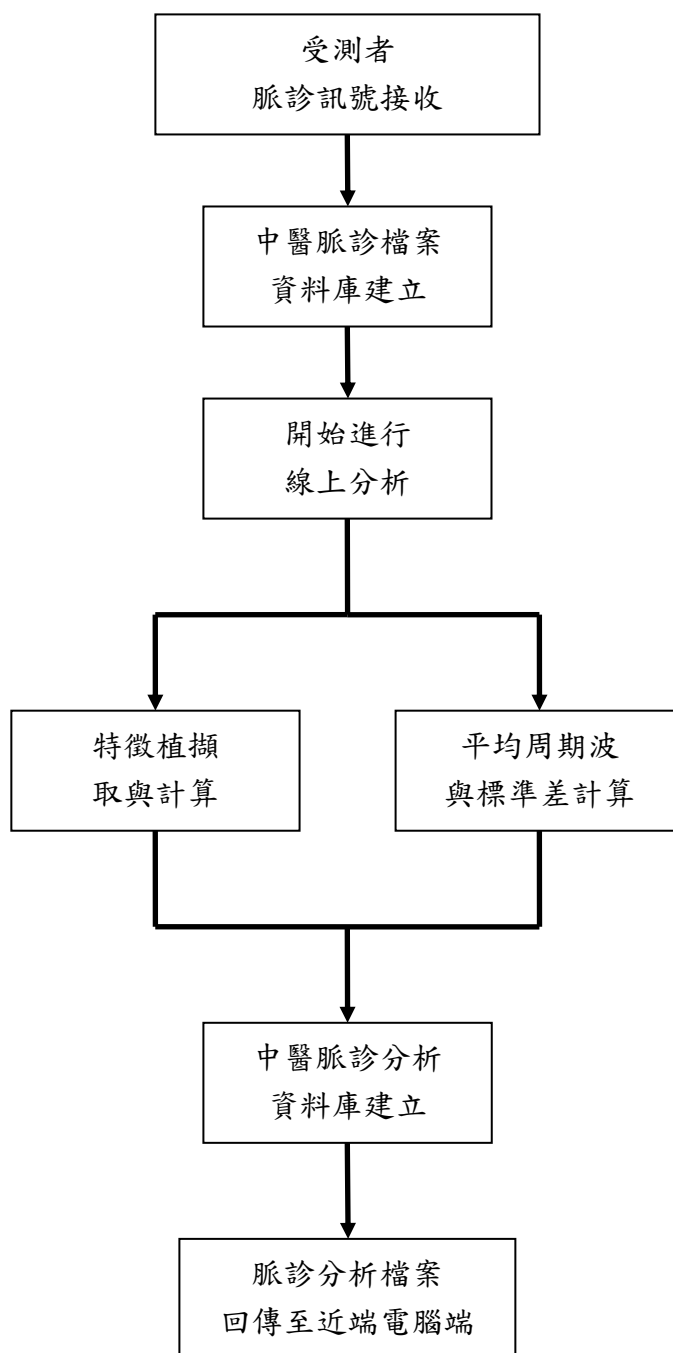 受測者
脈診訊號接收
中醫脈診檔案
資料庫建立
開始進行
線上分析
特徵植擷
取與計算
平均周期波
與標準差計算
中醫脈診分析
資料庫建立
脈診分析檔案
回傳至近端電腦端